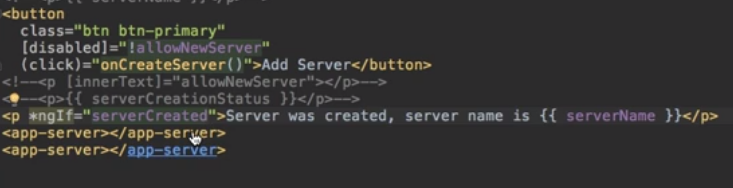 <button
class="btn btn-primary"
[disabled]="!allowNewServer"
(click)="onCreateServer()">Add Server</button>
<!--<p [innerText]="allowNewServer"></p>-->
<!--<p>{{ serverCreationStatus }}</p>-->
<p *ngIf="serverCreated">Server was created, server name is {{ serverName }}</p>
<app-server></app-server>
<app-server></app-server>